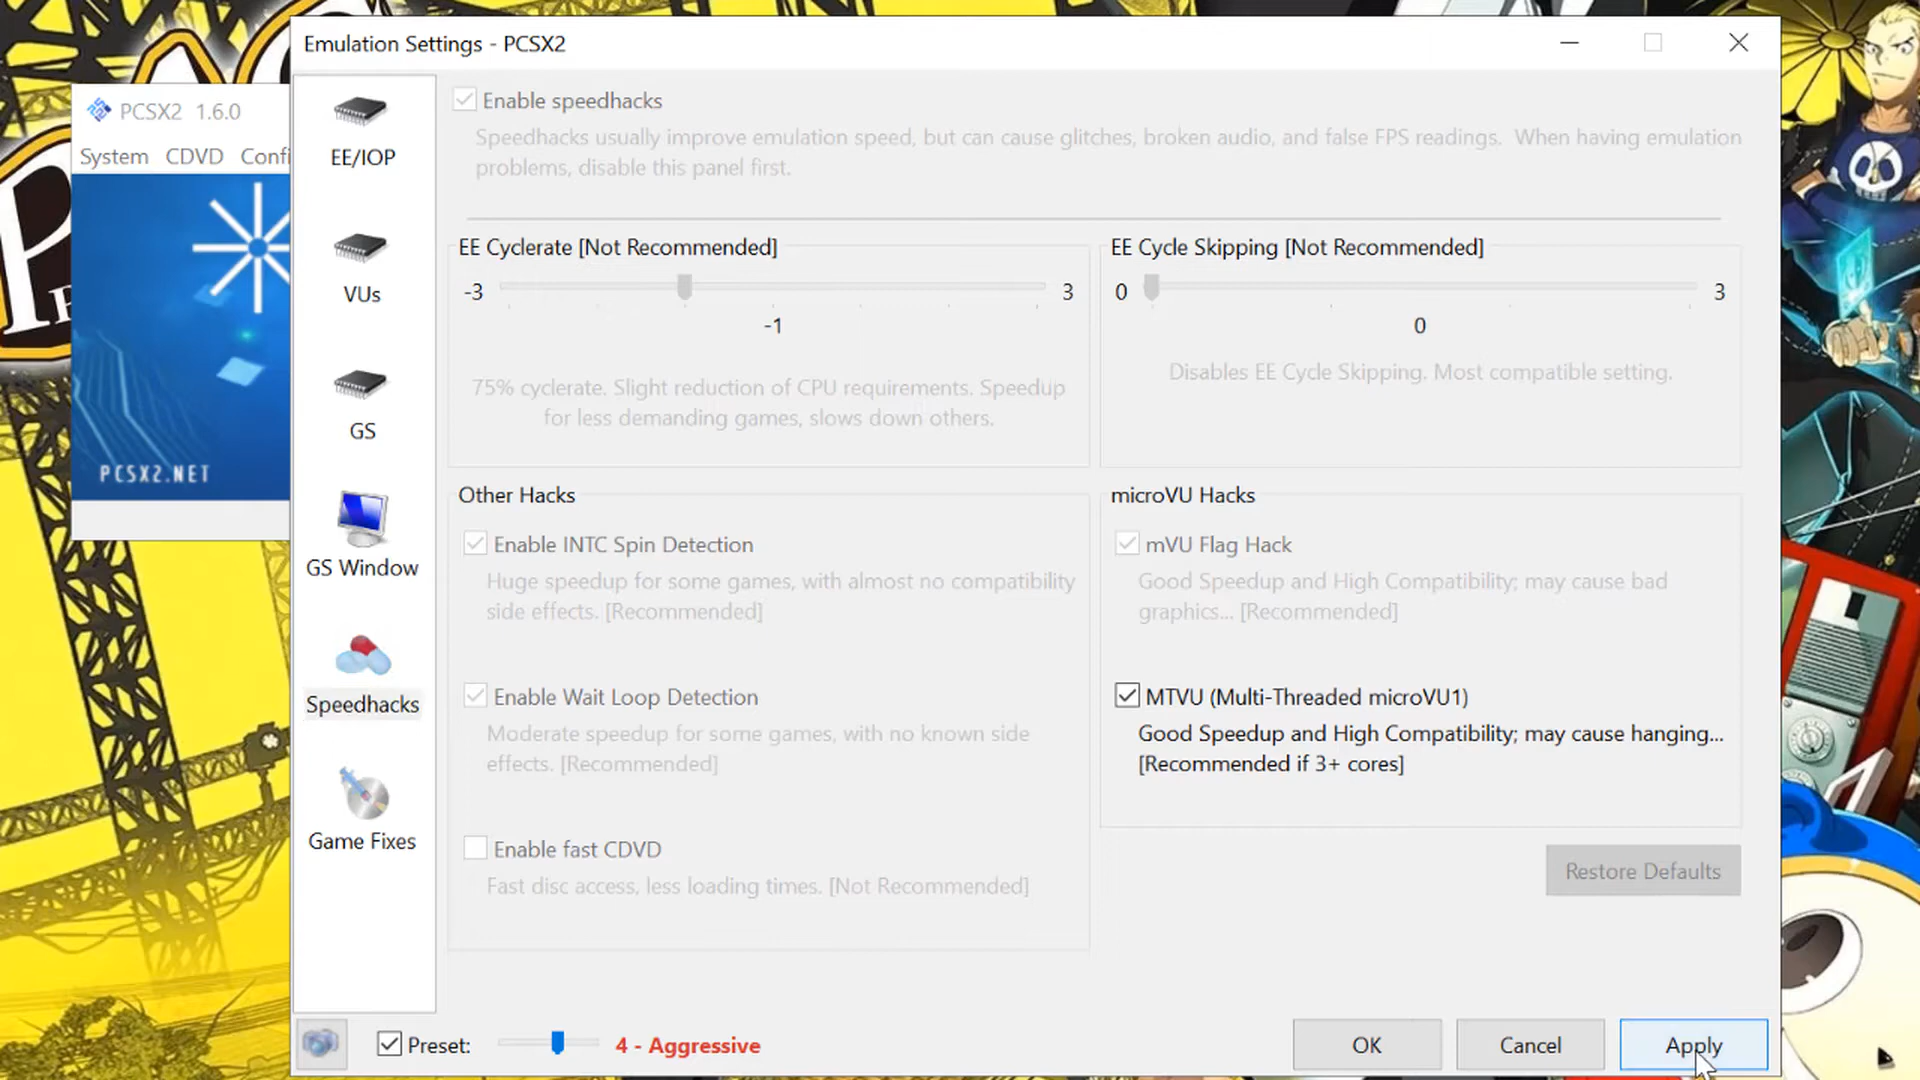 Emulation Settings - PCSX2
PCSX2 1.6.0
System CDVD Confi
PCSX2.NET
EE/IOP
VUs
GS
GS Window
Speedhacks
Game Fixes
Enable speedhacks
Speedhacks usually improve emulation speed, but can cause glitches, broken audio, and false FPS readings. When having emulation
problems, disable this panel first.
EE Cyclerate [Not Recommended]
-3
3
-1
75% cyclerate. Slight reduction of CPU requirements. Speedup
for less demanding games, slows down others.
EE Cycle Skipping [Not Recommended]
0
3
0
Disables EE Cycle Skipping. Most compatible setting.
Other Hacks
Enable INTC Spin Detection
Huge speedup for some games, with almost no compatibility
side effects. [Recommended]
Enable Wait Loop Detection
Moderate speedup for some games, with no known side
effects. [Recommended]
Enable fast CDVD
Fast disc access, less loading times. [Not Recommended]
microVU Hacks
mVU Flag Hack
Good Speedup and High Compatibility; may cause bad
graphics... [Recommended]
MTVU (Multi-Threaded microVU1)
Good Speedup and High Compatibility; may cause hanging...
[Recommended if 3+ cores]
Restore Defaults
Preset:
4 - Aggressive
OK
Cancel
Apply